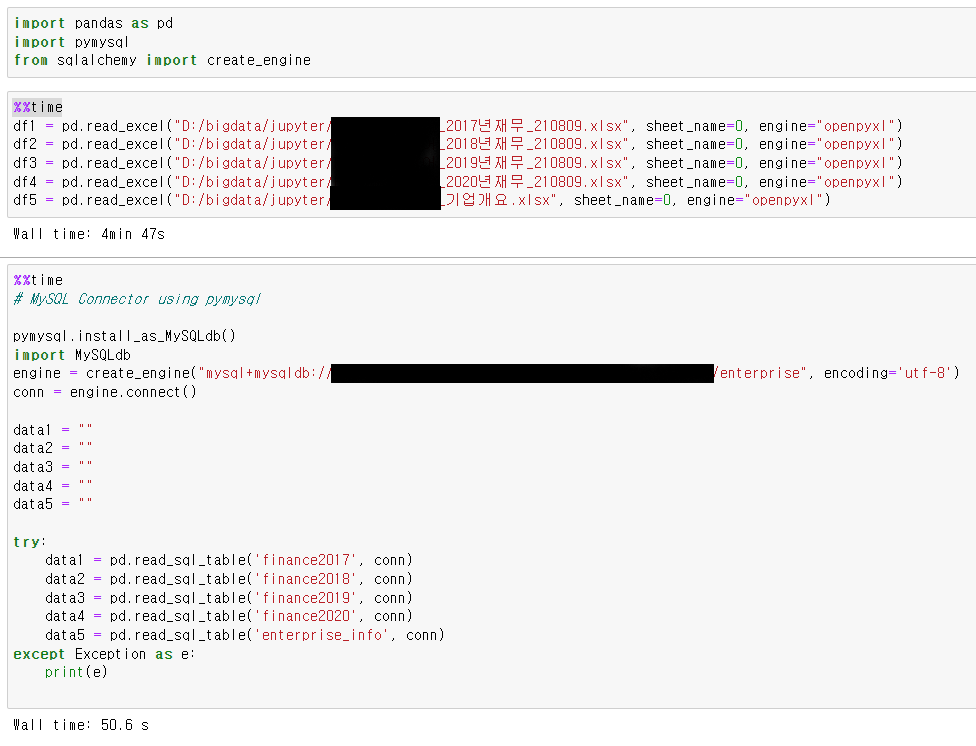 import pandas as pd
import pymysql
from sqlalchemy import create_engine
%%time
df1 = pd.read_excel("D:/bigdata/jupyter/ _2017년재무_210809.xlsx", sheet_name=0, engine="openpyxl")
df2 = pd.read_excel("D:/bigdata/jupyter/ _2018년재무_210809.xlsx", sheet_name=0, engine="openpyxl")
df3 = pd.read_excel("D:/bigdata/jupyter/ _2019년재무_210809.xlsx", sheet_name=0, engine="openpyxl")
df4 = pd.read_excel("D:/bigdata/jupyter/ _2020년재무_210809.xlsx", sheet_name=0, engine="openpyxl")
df5 = pd.read_excel("D:/bigdata/jupyter/ _기업개요.xlsx", sheet_name=0, engine="openpyxl")
Wall time: 4min 47s
%%time
# MySQL Connector using pymysql
pymysql.install_as_MySQLdb()
import MySQLdb
engine = create_engine("mysql+mysqldb:// /enterprise", encoding='utf-8')
conn = engine.connect()
data1 = ""
data2 = ""
data3 = ""
data4 = ""
data5 = ""
try:
    data1 = pd.read_sql_table('finance2017', conn)
    data2 = pd.read_sql_table('finance2018', conn)
    data3 = pd.read_sql_table('finance2019', conn)
    data4 = pd.read_sql_table('finance2020', conn)
    data5 = pd.read_sql_table('enterprise_info', conn)
except Exception as e:
    print(e)
Wall time: 50.6 s